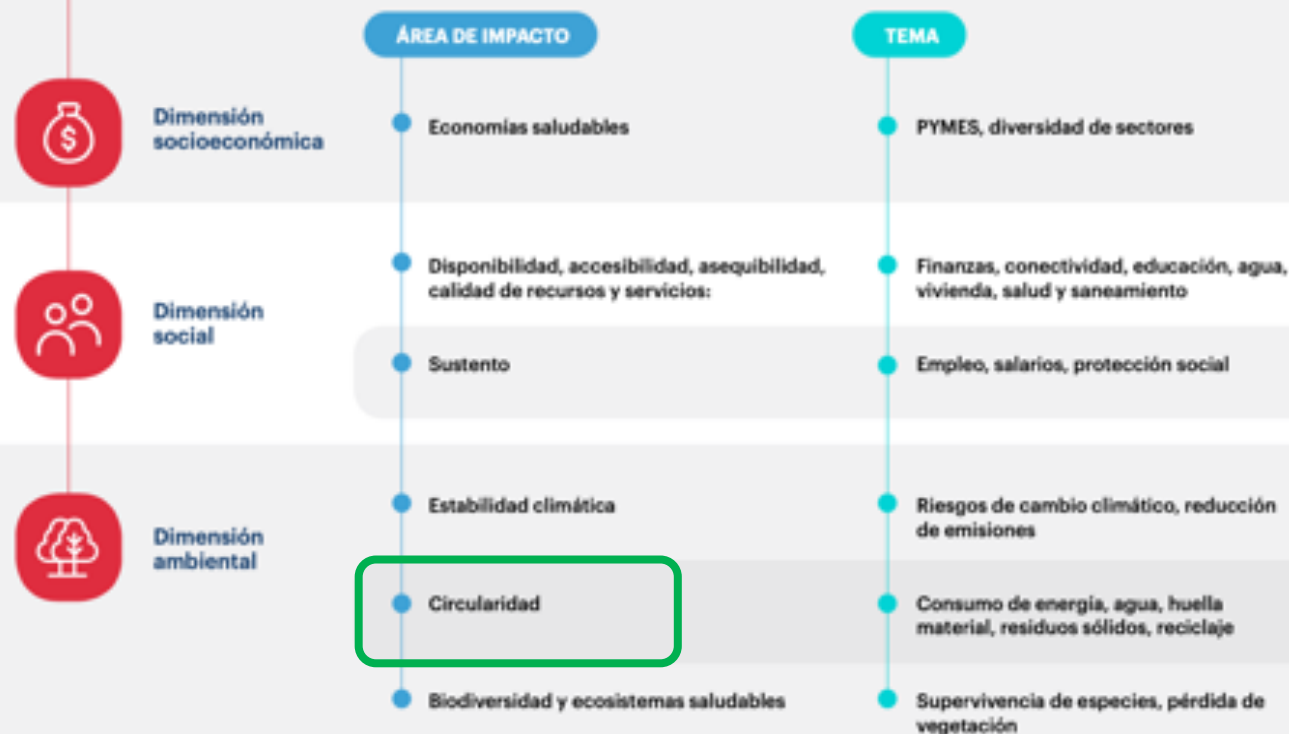 ÁREA DE IMPACTO
TEMA
Dimensión
socioeconómica
Economías saludables
PYMES, diversidad de sectores
Dimensión
social
Disponibilidad, accesibilidad, asequibilidad,
calidad de recursos y servicios:
Finanzas, conectividad, educación, agua,
vivienda, salud y saneamiento
Sustento
Empleo, salarios, protección social
Dimensión
ambiental
Estabilidad climática
Riesgos de cambio climático, reducción
de emisiones
Circularidad
Consumo de energía, agua, huella
material, residuos sólidos, reciclaje
Biodiversidad y ecosistemas saludables
Supervivencia de especies, pérdida de
vegetación